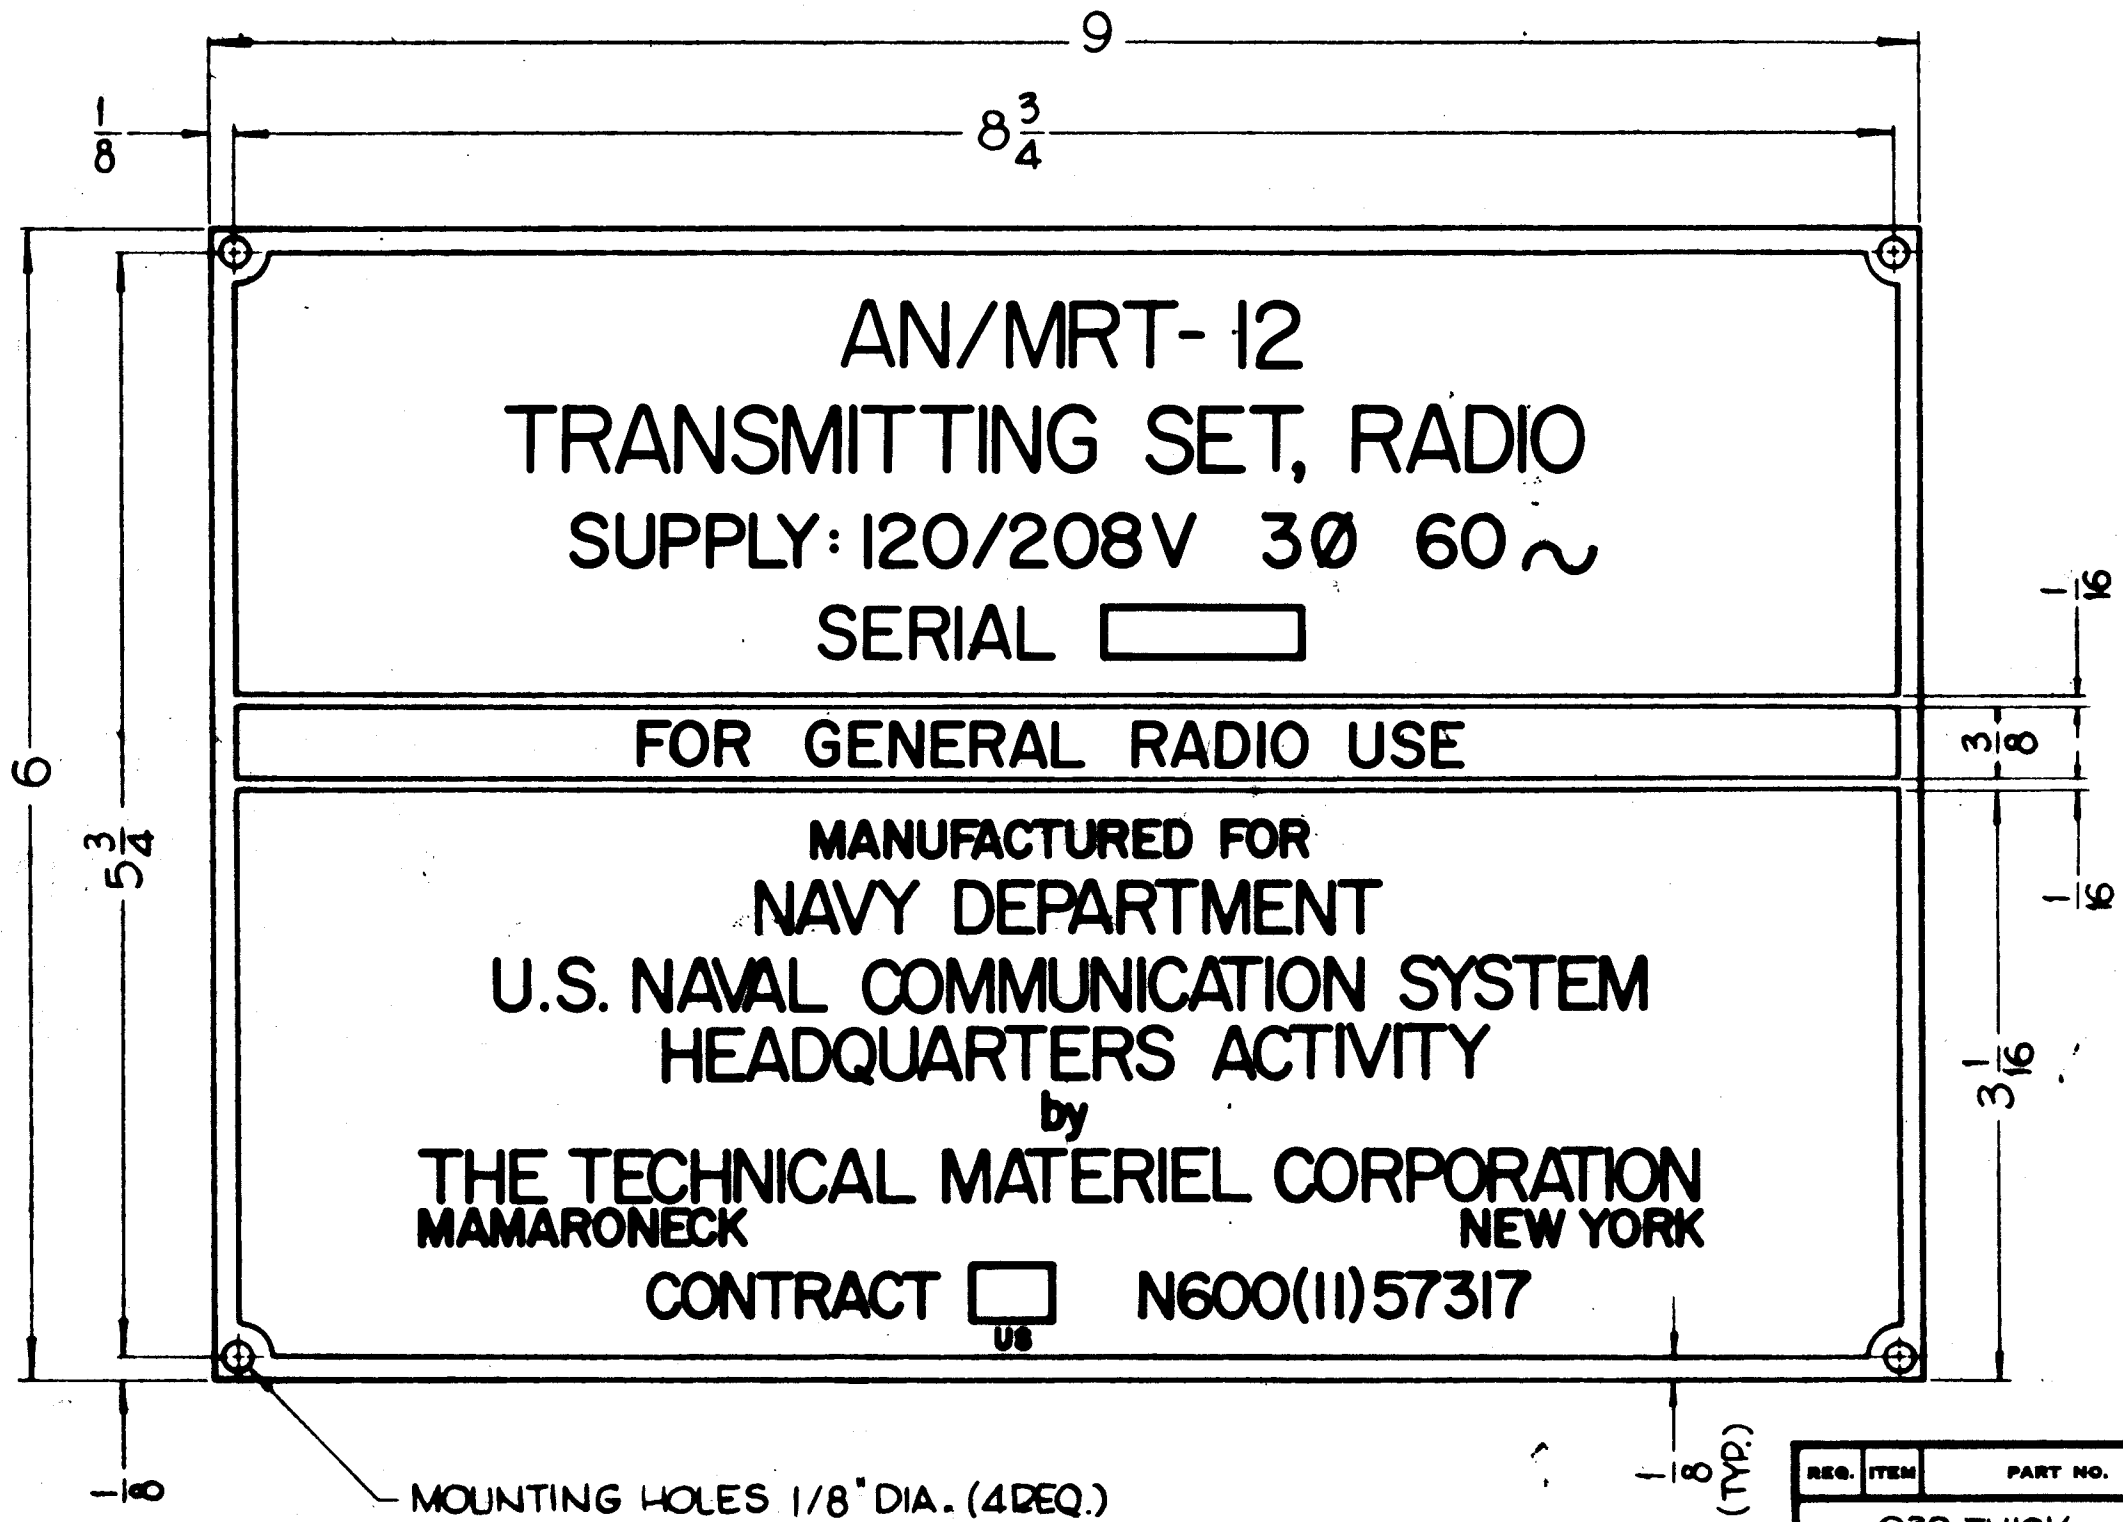 9
1/8
8 3/4
AN/MRT-12
TRANSMITTING SET, RADIO
SUPPLY: 120/208V 3Ø 60~
SERIAL
1/16
FOR GENERAL RADIO USE
3/8
6
5 3/4
MANUFACTURED FOR
1/16
NAVY DEPARTMENT
U.S. NAVAL COMMUNICATION SYSTEM
HEADQUARTERS ACTIVITY
3 1/16
by
THE TECHNICAL MATERIEL CORPORATION
MAMARONECK NEW YORK
CONTRACT N600(11)57317
US
1/8
MOUNTING HOLES 1/8" DIA. (4 REQ.)
1/8 (TYP.)
REQ. ITEM PART NO.